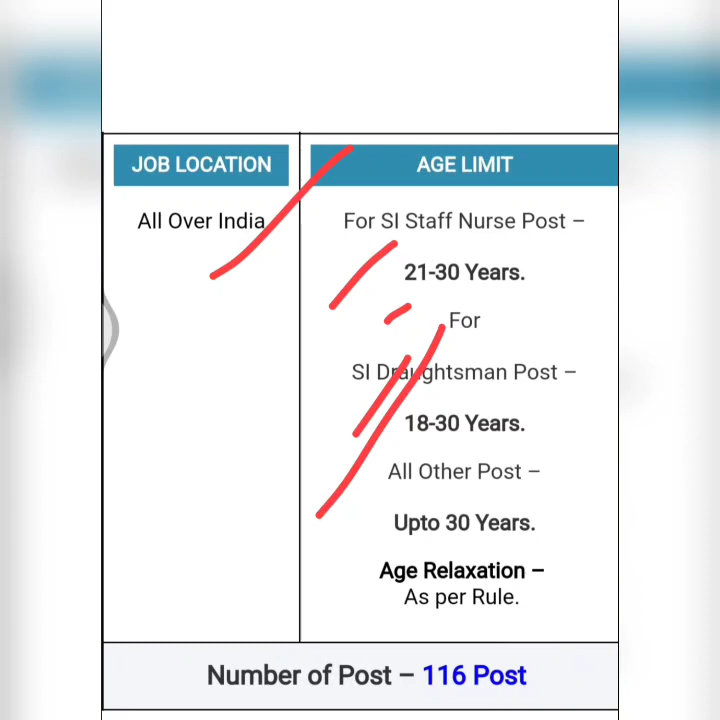 JOB LOCATION
All Over India
AGE LIMIT
For SI Staff Nurse Post –
21-30 Years.
For
SI Draughtsman Post –
18-30 Years.
All Other Post –
Upto 30 Years.
Age Relaxation –
As per Rule.
Number of Post – 116 Post